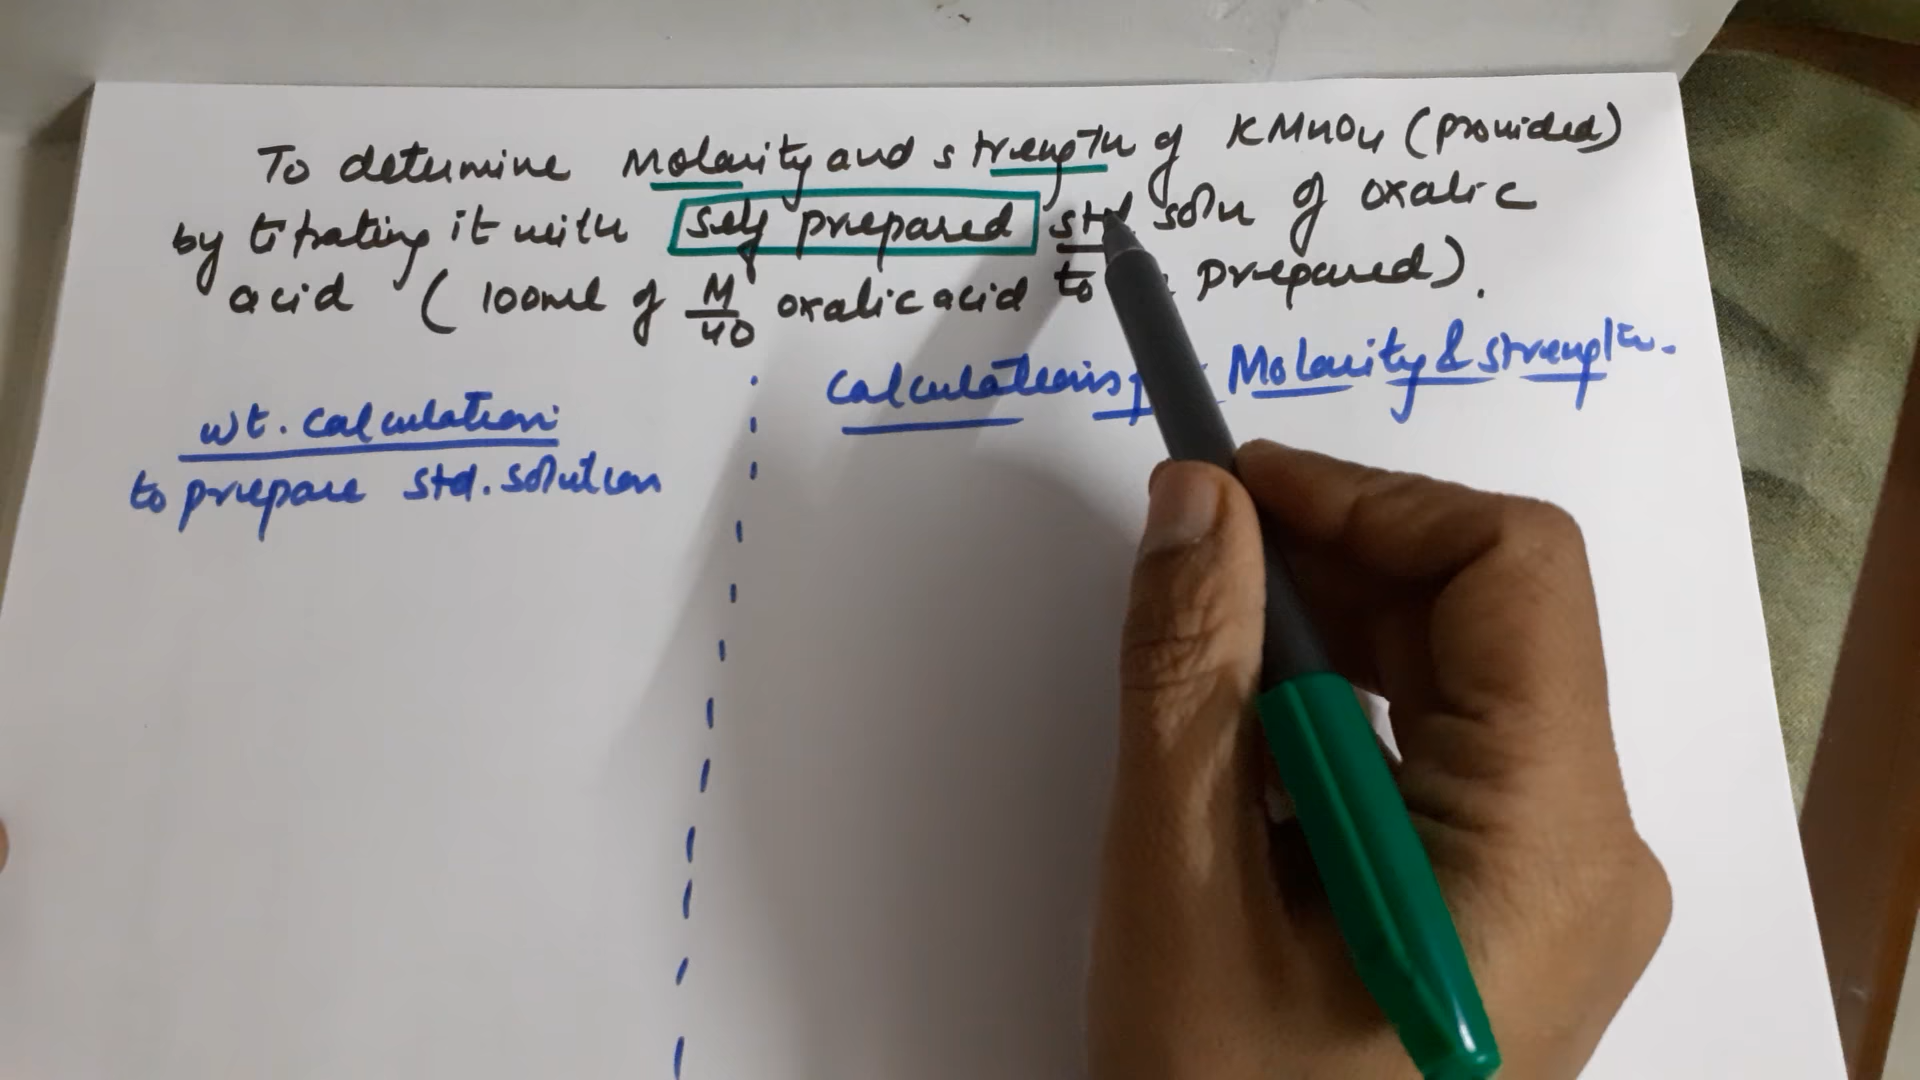 To determine Molarity and strength of KMnO4 (provided)
by titrating it with self prepared std soln of oxalic
acid (100ml of M/40 oxalic acid to prepared).
wt. calculation
to prepare std. solution
calculations Molarity & strength.